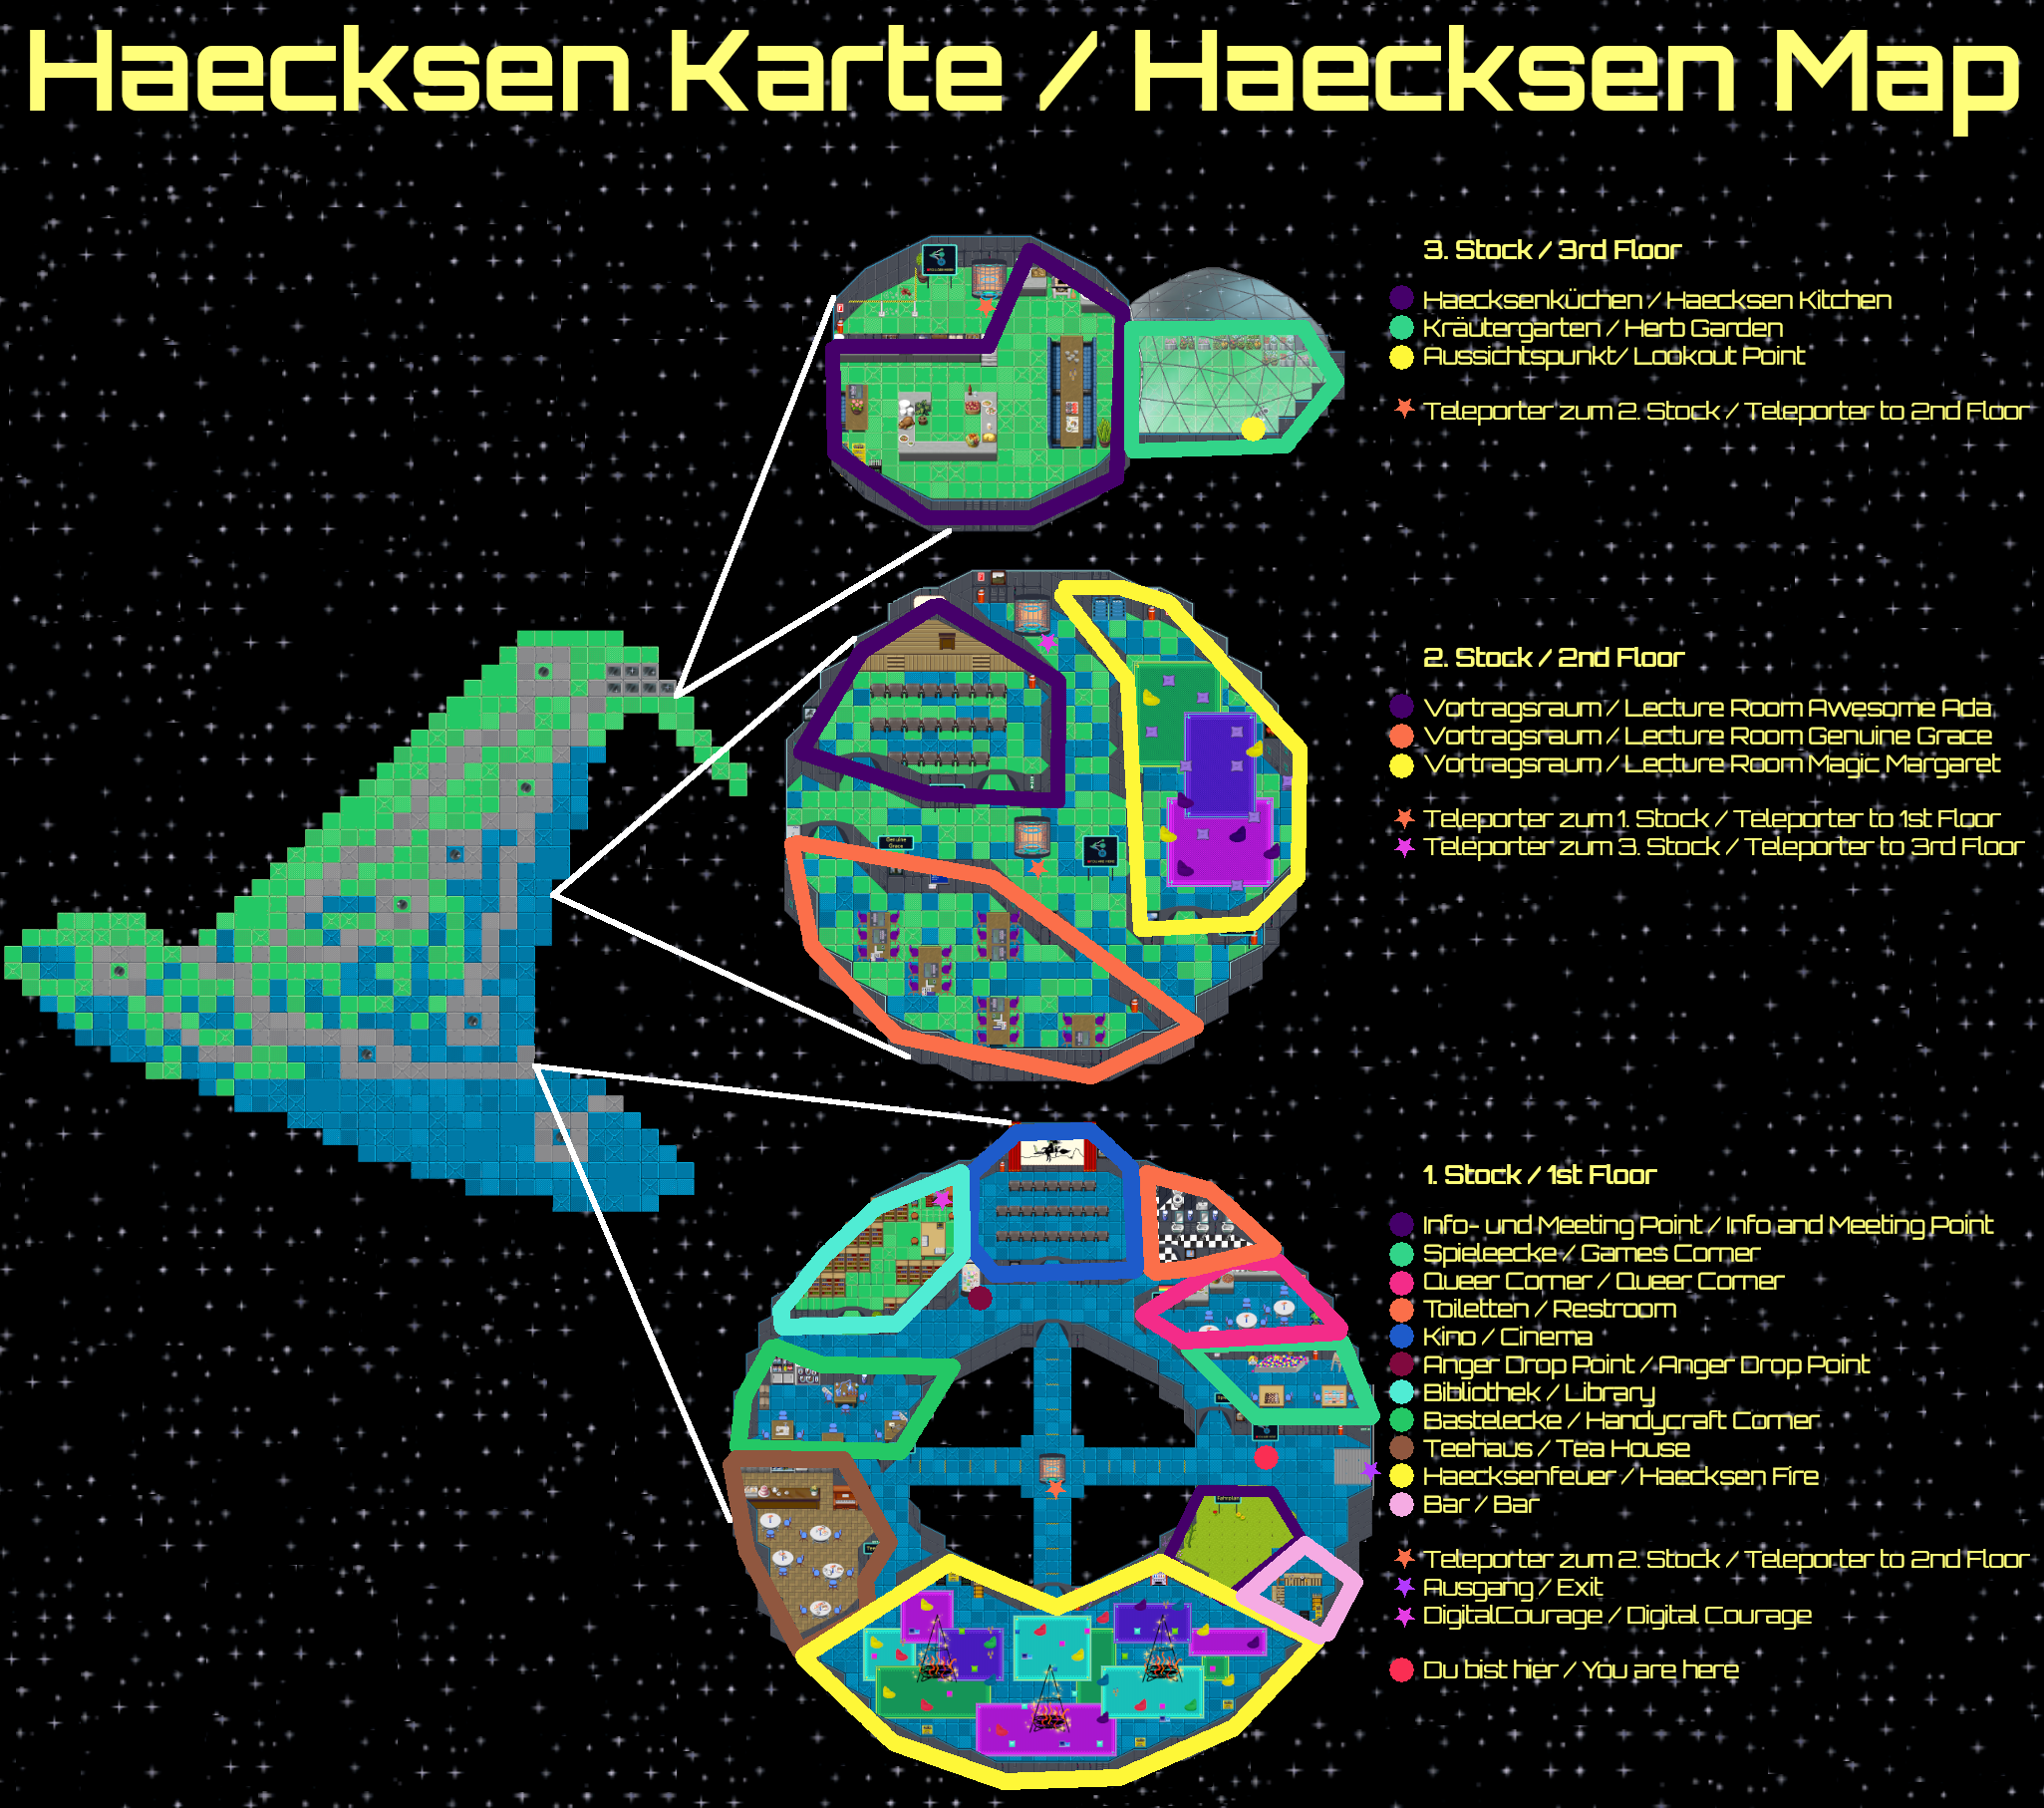 Haecksen Karte / Haecksen Map
3. Stock / 3rd Floor
Haecksenküchen / Haecksen Kitchen
Kräutergarten / Herb Garden
Aussichtspunkt/ Lookout Point
Teleporter zum 2. Stock / Teleporter to 2nd Floor
2. Stock / 2nd Floor
Vortragsraum / Lecture Room Awesome Ada
Vortragsraum / Lecture Room Genuine Grace
Vortragsraum / Lecture Room Magic Margaret
Teleporter zum 1. Stock / Teleporter to 1st Floor
Teleporter zum 3. Stock / Teleporter to 3rd Floor
Genuine
Grace
1. Stock / 1st Floor
Info- und Meeting Point / Info and Meeting Point
Spieleecke / Games Corner
Queer Corner / Queer Corner
Toiletten / Restroom
Kino / Cinema
Anger Drop Point / Anger Drop Point
Bibliothek / Library
Bastelecke / Handycraft Corner
Teehaus / Tea House
Haecksenfeuer / Haecksen Fire
Bar / Bar
Fahrplan
Teleporter zum 2. Stock / Teleporter to 2nd Floor
Ausgang / Exit
DigitalCourage / Digital Courage
Du bist hier / You are here